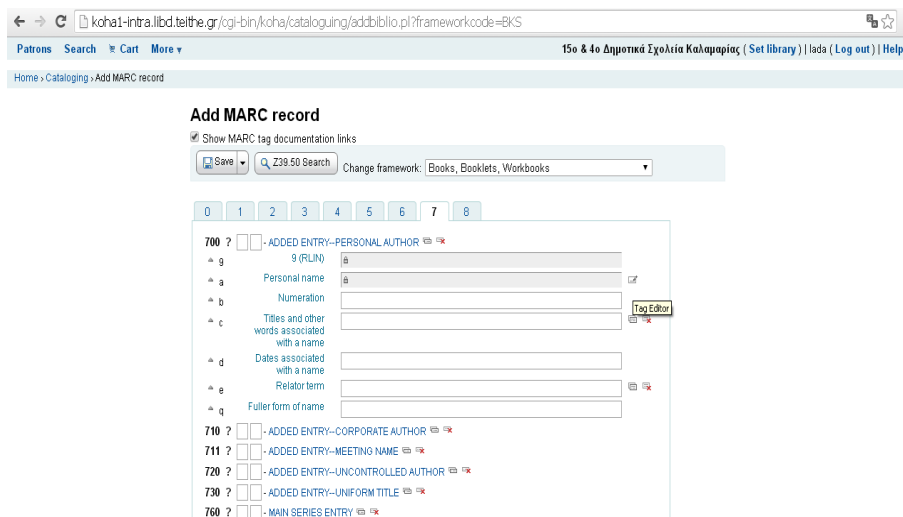 koha1-intra.libd.teithe.gr/cgi-bin/koha/cataloguing/addbiblio.pl?frameworkcode=BKS
Patrons Search Cart More ▾ 15ο & 4ο Δημοτικά Σχολεία Καλαμαριάς ( Set library ) | lada ( Log out ) | Help
Home › Cataloging › Add MARC record
Add MARC record
Show MARC tag documentation links
Save Z39.50 Search Change framework: Books, Booklets, Workbooks
0 1 2 3 4 5 6 7 8
700 ? - ADDED ENTRY--PERSONAL AUTHOR
9 9 (RLIN)
a Personal name
b Numeration
Tag Editor
c Titles and other
words associated
with a name
d Dates associated
with a name
e Relator term
q Fuller form of name
710 ? - ADDED ENTRY--CORPORATE AUTHOR
711 ? - ADDED ENTRY--MEETING NAME
720 ? - ADDED ENTRY--UNCONTROLLED AUTHOR
730 ? - ADDED ENTRY--UNIFORM TITLE
760 ? - MAIN SERIES ENTRY